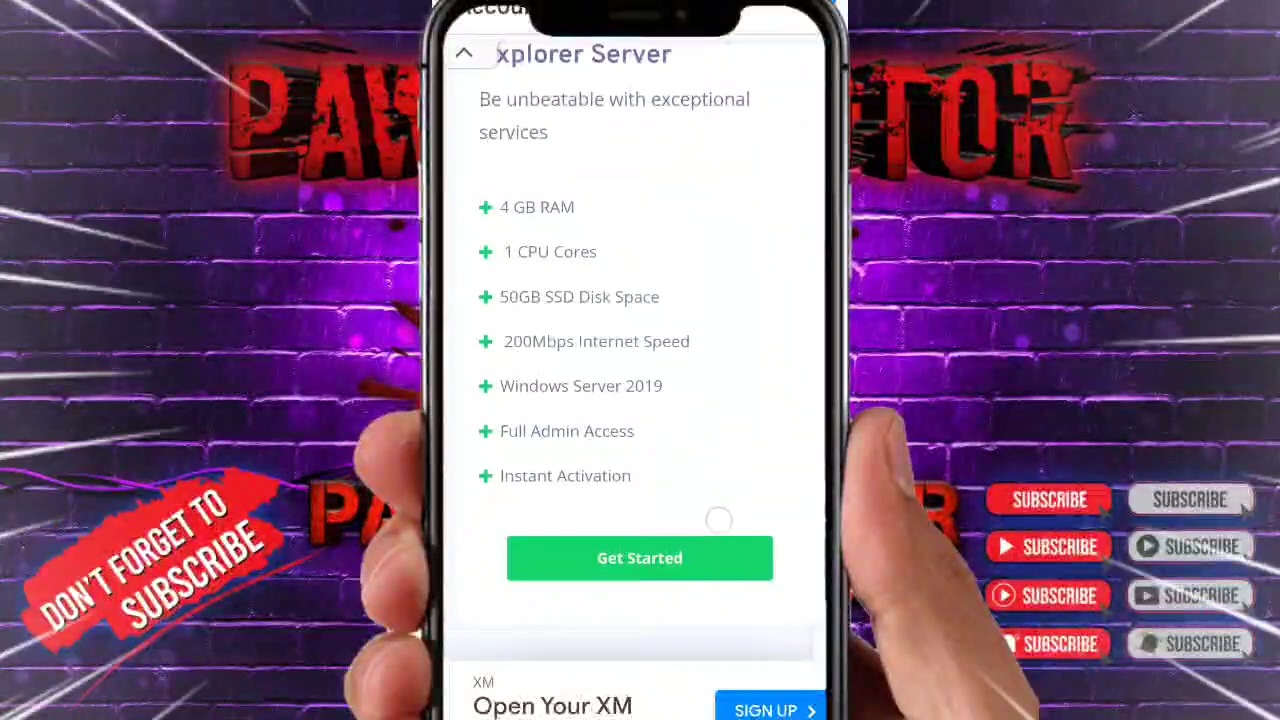 xplorer Server
Be unbeatable with exceptional
services
4 GB RAM
1 CPU Cores
50GB SSD Disk Space
200Mbps Internet Speed
Windows Server 2019
Full Admin Access
Instant Activation
Get Started
XM
Open Your XM
SIGN UP
DON'T FORGET TO
SUBSCRIBE
SUBSCRIBE SUBSCRIBE
SUBSCRIBE SUBSCRIBE
SUBSCRIBE SUBSCRIBE
SUBSCRIBE SUBSCRIBE